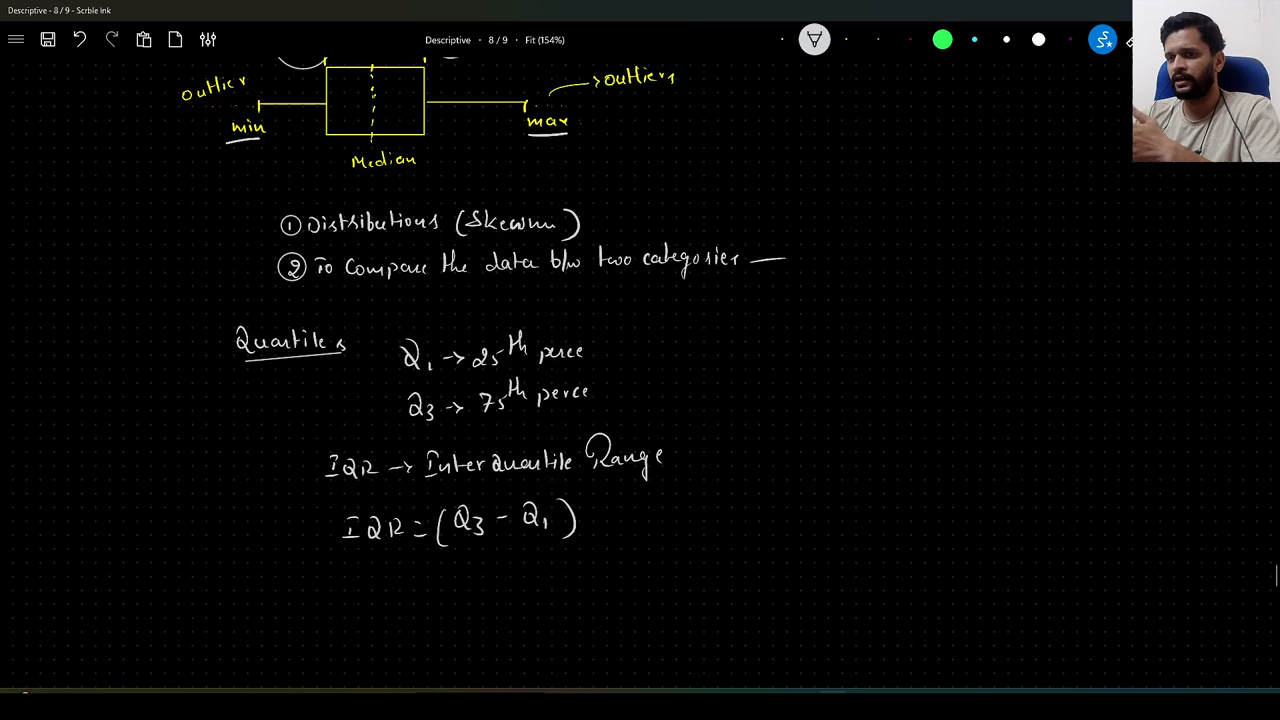 Descriptive - 8 / 9 - Scrble Ink
Descriptive • 8 / 9 • Fit (154%)
outlier
→outliers
min
max
Median
① Distributions (Skewnn)
② To Compare the data b/w two categories —
Quartiles
Q1 → 25th perce
Q3 → 75th perce
IQR → InterQuartile Range
IQR = (Q3 - Q1)